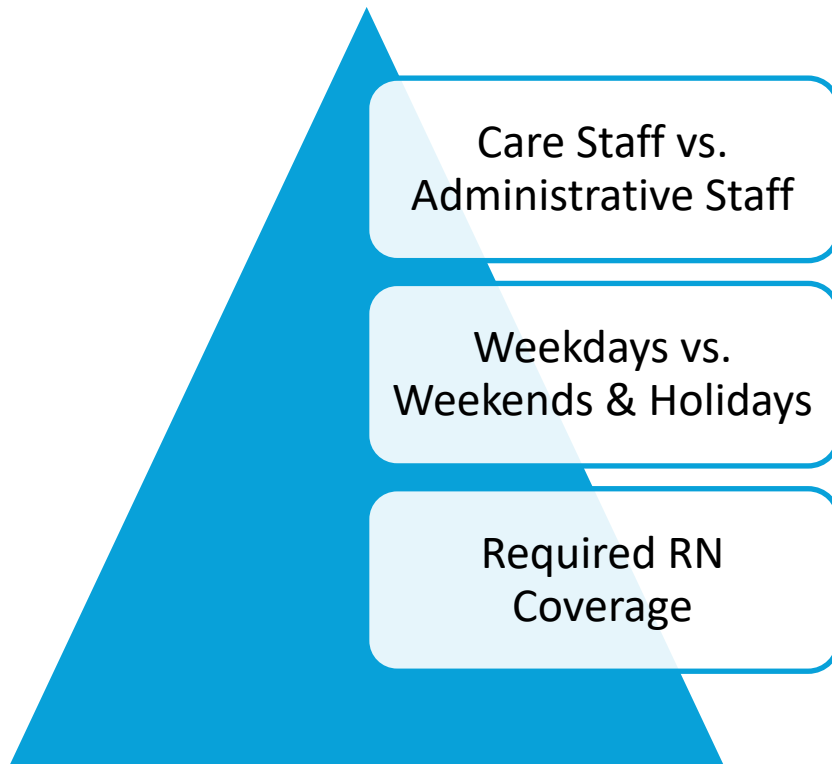 Care Staff vs.
Administrative Staff
Weekdays vs.
Weekends & Holidays
Required RN
Coverage